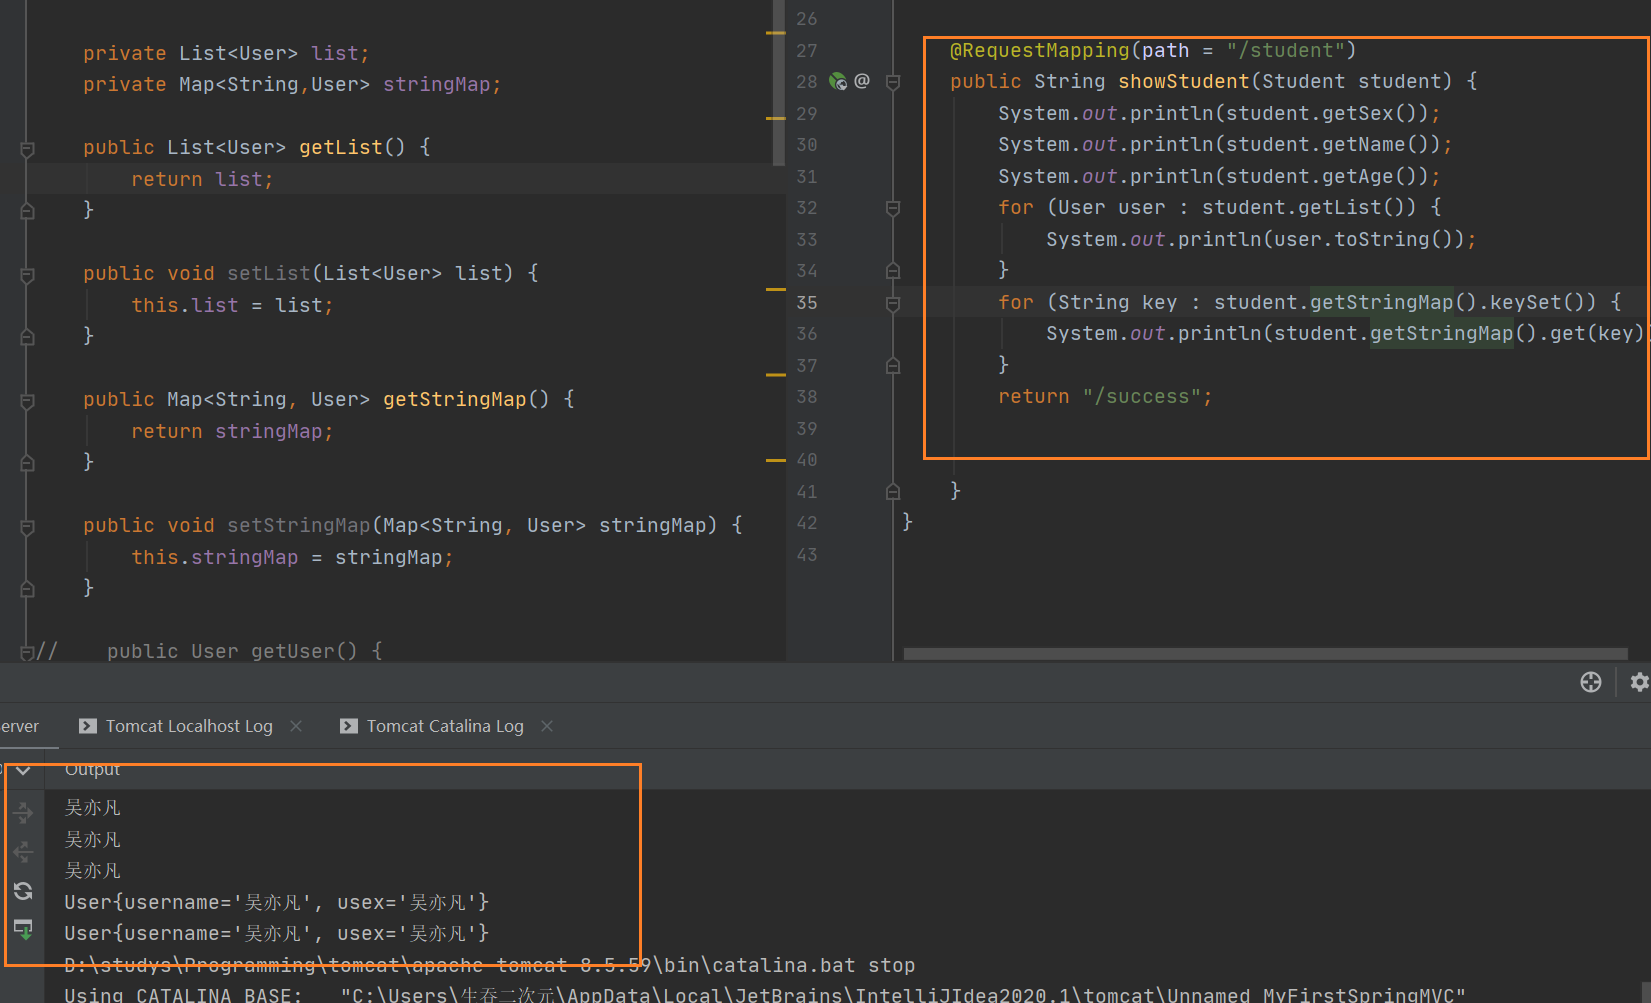 private List<User> list;
private Map<String,User> stringMap;
public List<User> getList() {
return list;
}
public void setList(List<User> list) {
this.list = list;
}
public Map<String, User> getStringMap() {
return stringMap;
}
public void setStringMap(Map<String, User> stringMap) {
this.stringMap = stringMap;
}
//    public User getUser() {
26
27 @RequestMapping(path = "/student")
28 @ public String showStudent(Student student) {
29 System.out.println(student.getSex());
30 System.out.println(student.getName());
31 System.out.println(student.getAge());
32 for (User user : student.getList()) {
33 System.out.println(user.toString());
34 }
35 for (String key : student.getStringMap().keySet()) {
36 System.out.println(student.getStringMap().get(key)
37 }
38 return "/success";
39
40
41 }
42 }
43
erver Tomcat Localhost Log × Tomcat Catalina Log ×
Output
吴亦凡
吴亦凡
吴亦凡
User{username='吴亦凡', usex='吴亦凡'}
User{username='吴亦凡', usex='吴亦凡'}
D:\studys\Programming\tomcat\apache-tomcat-8.5.59\bin\catalina.bat stop
Using CATALINA_BASE:   "C:\Users\生吞二次元\AppData\Local\JetBrains\IntelliJIdea2020.1\tomcat\Unnamed_MyFirstSpringMVC"